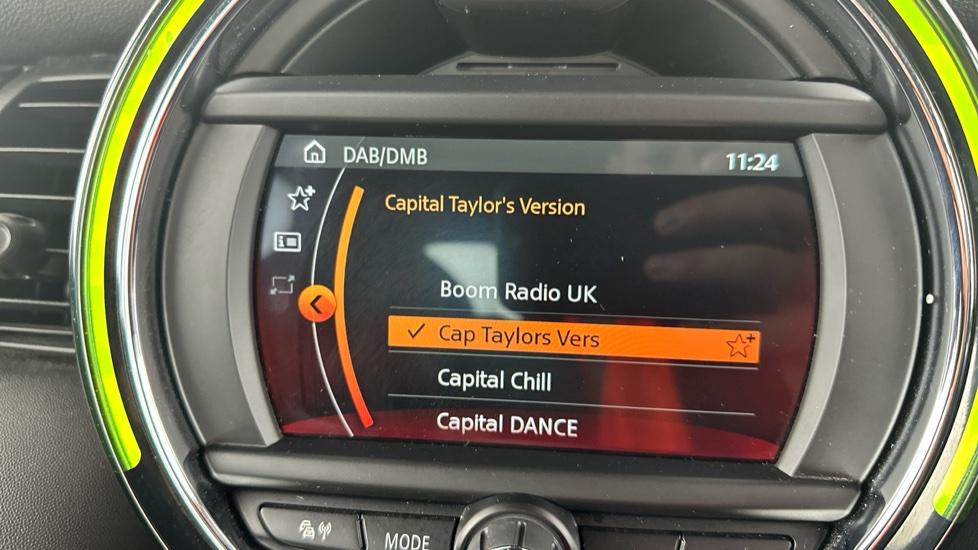 DAB/DMB 11:24
Capital Taylor's Version
Boom Radio UK
Cap Taylors Vers
Capital Chill
Capital DANCE
MODE